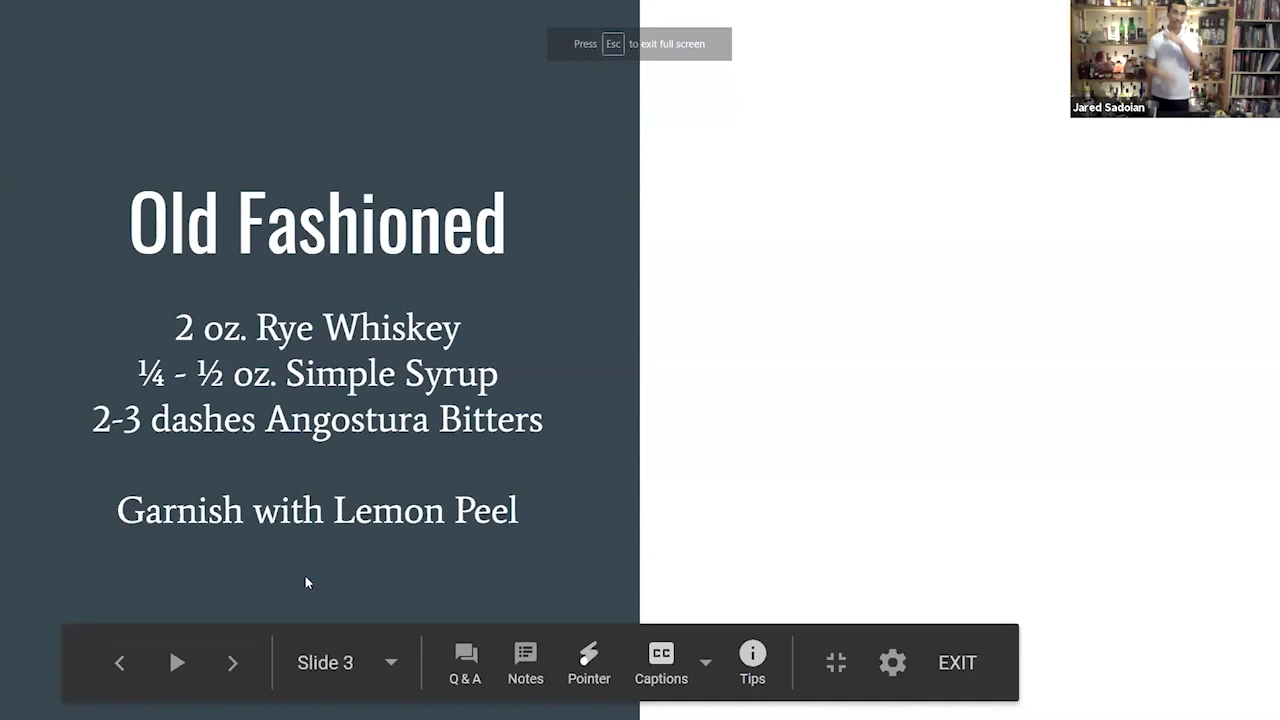 Press Esc to exit full screen
Jared Sadoian
Old Fashioned
2 oz. Rye Whiskey
¼ - ½ oz. Simple Syrup
2-3 dashes Angostura Bitters
Garnish with Lemon Peel
Slide 3
Q & A
Notes
Pointer
CC
Captions
Tips
EXIT